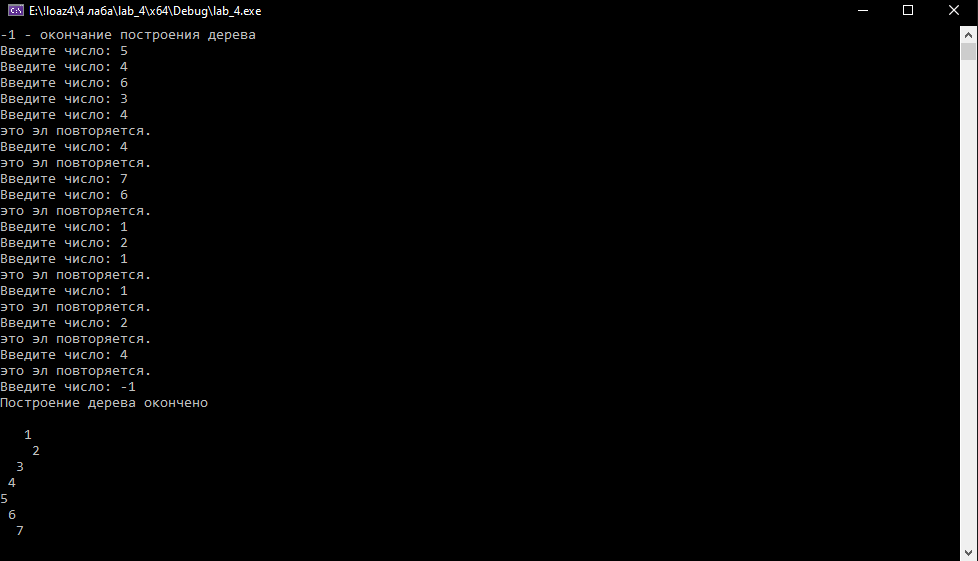 E:\!loaz4\4 лаба\lab_4\x64\Debug\lab_4.exe
-1 - окончание построения дерева
Введите число: 5
Введите число: 4
Введите число: 6
Введите число: 3
Введите число: 4
это эл повторяется.
Введите число: 4
это эл повторяется.
Введите число: 7
Введите число: 6
это эл повторяется.
Введите число: 1
Введите число: 2
Введите число: 1
это эл повторяется.
Введите число: 1
это эл повторяется.
Введите число: 2
это эл повторяется.
Введите число: 4
это эл повторяется.
Введите число: -1
Построение дерева окончено
   1
    2
  3
 4
5
 6
  7